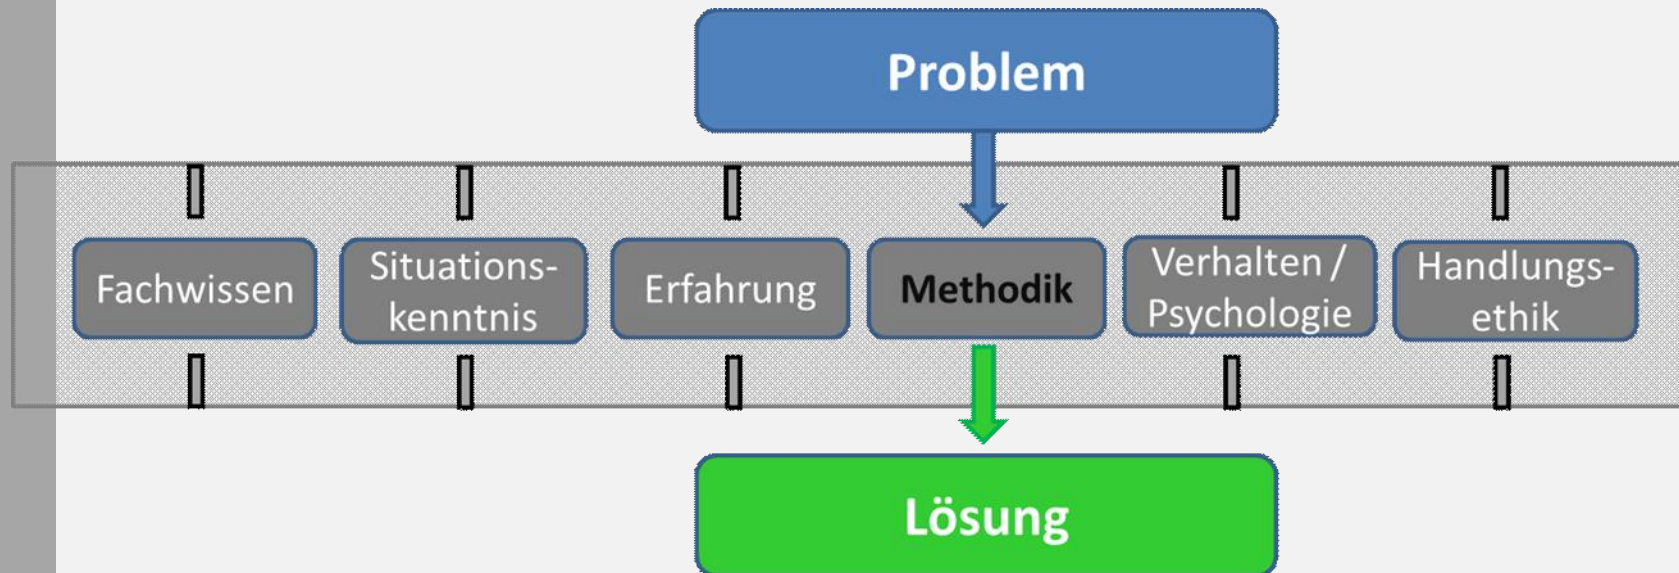 Problem
Fachwissen
Situations-
kenntnis
Erfahrung
Methodik
Verhalten /
Psychologie
Handlungs-
ethik
Lösung